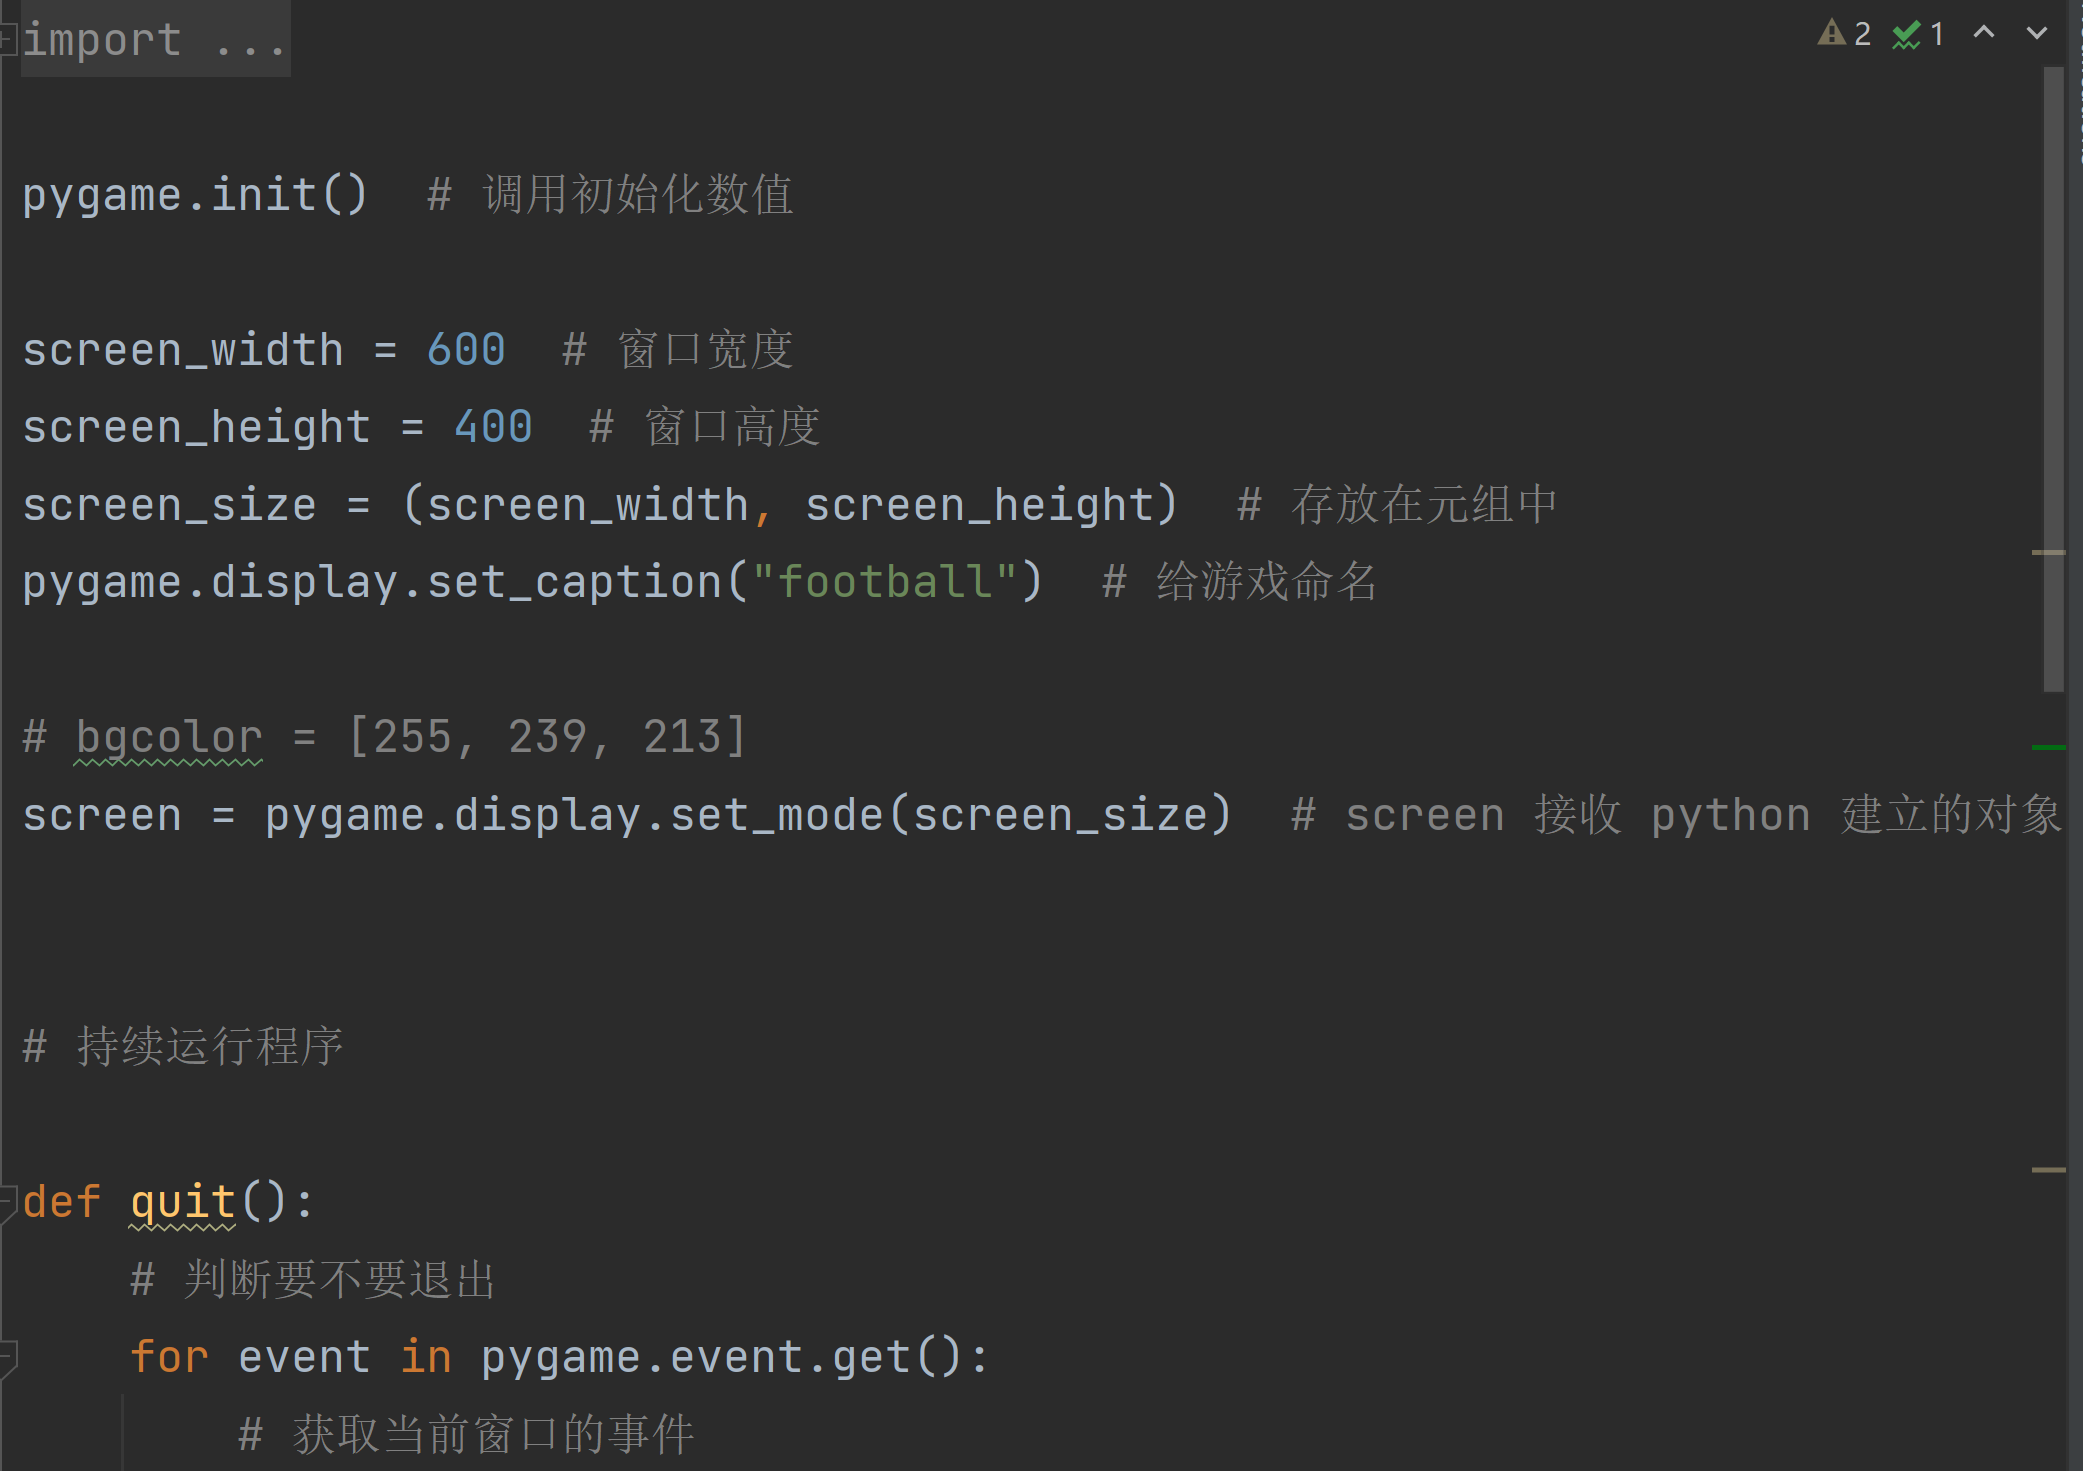 import ...
2 1
pygame.init()  # 调用初始化数值
screen_width = 600  # 窗口宽度
screen_height = 400  # 窗口高度
screen_size = (screen_width, screen_height)  # 存放在元组中
pygame.display.set_caption("football")  # 给游戏命名
# bgcolor = [255, 239, 213]
screen = pygame.display.set_mode(screen_size)  # screen 接收 python 建立的对象
# 持续运行程序
def quit():
    # 判断要不要退出
    for event in pygame.event.get():
        # 获取当前窗口的事件